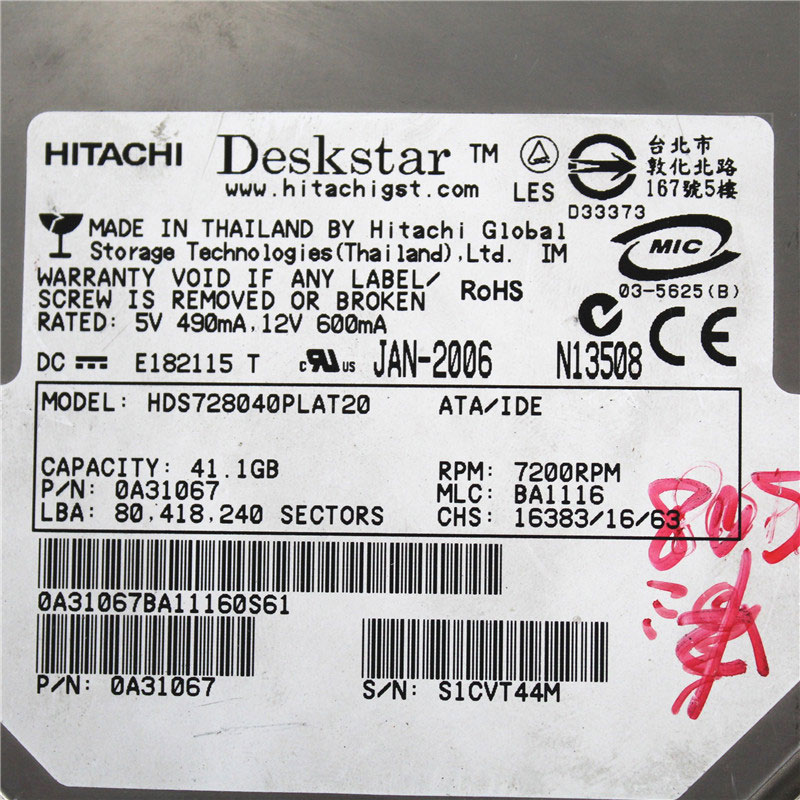 HITACHI Deskstar ™
www.hitachigst.com LES
D33373
台北市
敦化北路
167號5樓
MADE IN THAILAND BY Hitachi Global
Storage Technologies(Thailand),Ltd. IM
MIC
03-5625(B)
WARRANTY VOID IF ANY LABEL/
SCREW IS REMOVED OR BROKEN
RoHS
RATED: 5V 490mA,12V 600mA
DC E182115 T c RU us JAN-2006 N13508 CE
MODEL: HDS728040PLAT20 ATA/IDE
CAPACITY: 41.1GB RPM: 7200RPM
P/N: 0A31067 MLC: BA1116
LBA: 80,418,240 SECTORS CHS: 16383/16/63
0A31067BA11160S61
P/N: 0A31067 S/N: S1CVT44M